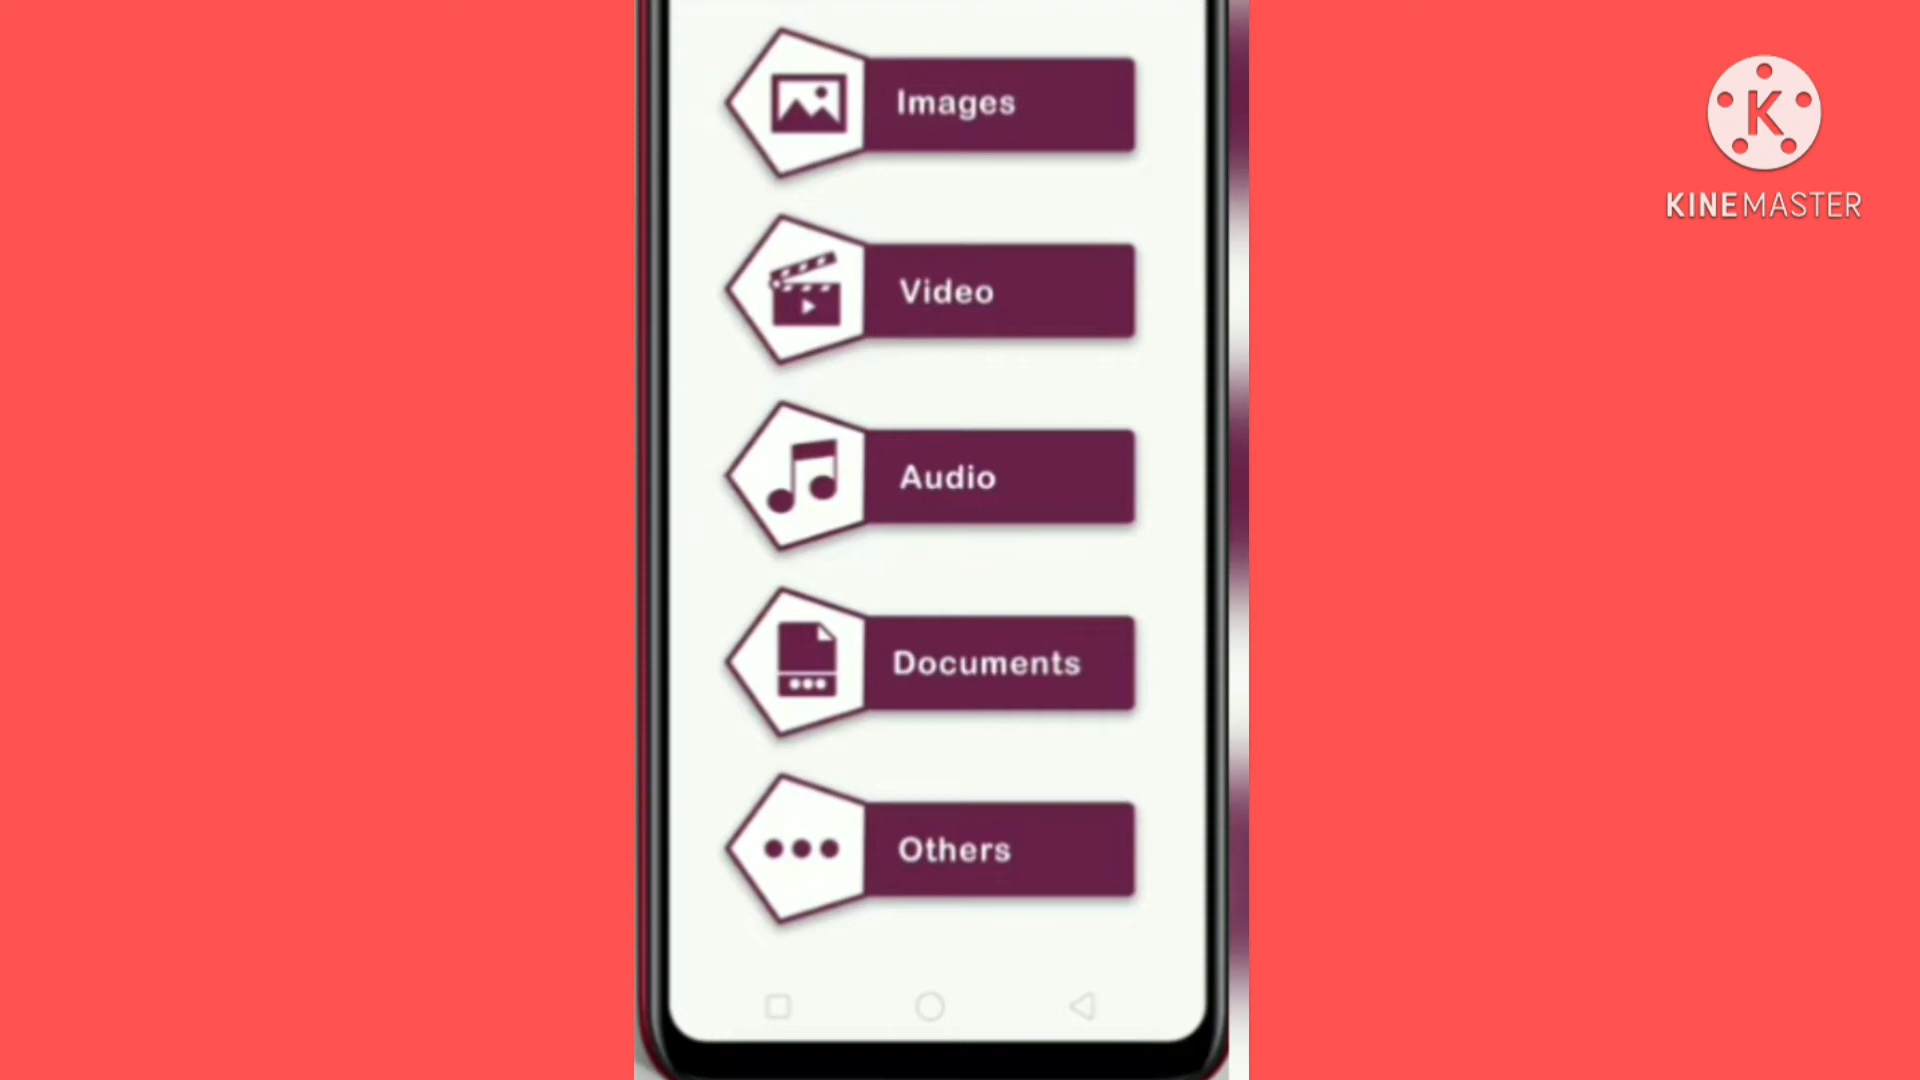 Images
Video
Audio
Documents
Others
K
KINEMASTER